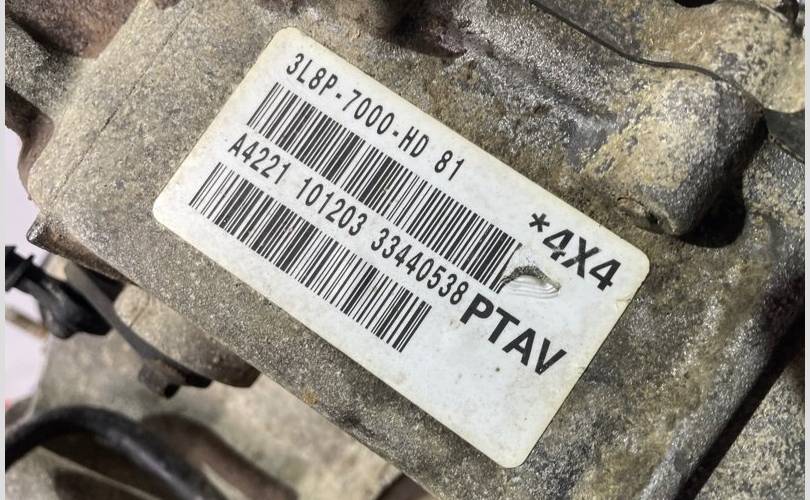 3L8P-7000-HD 81
A4221 101203 33440538
*4X4
PTAV